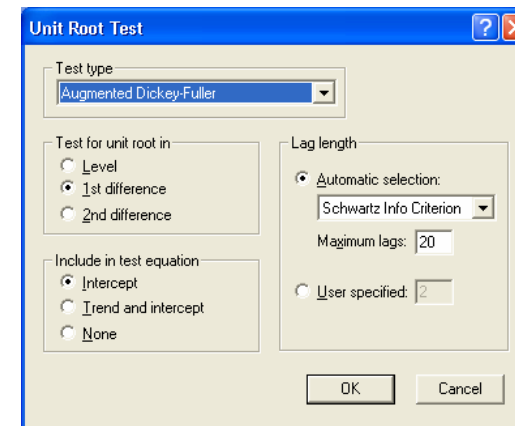 Unit Root Test
Test type
Augmented Dickey-Fuller
Test for unit root in
Level
1st difference
2nd difference
Include in test equation
Intercept
Trend and intercept
None
Lag length
Automatic selection:
Schwartz Info Criterion
Maximum lags: 20
User specified: 2
OK Cancel